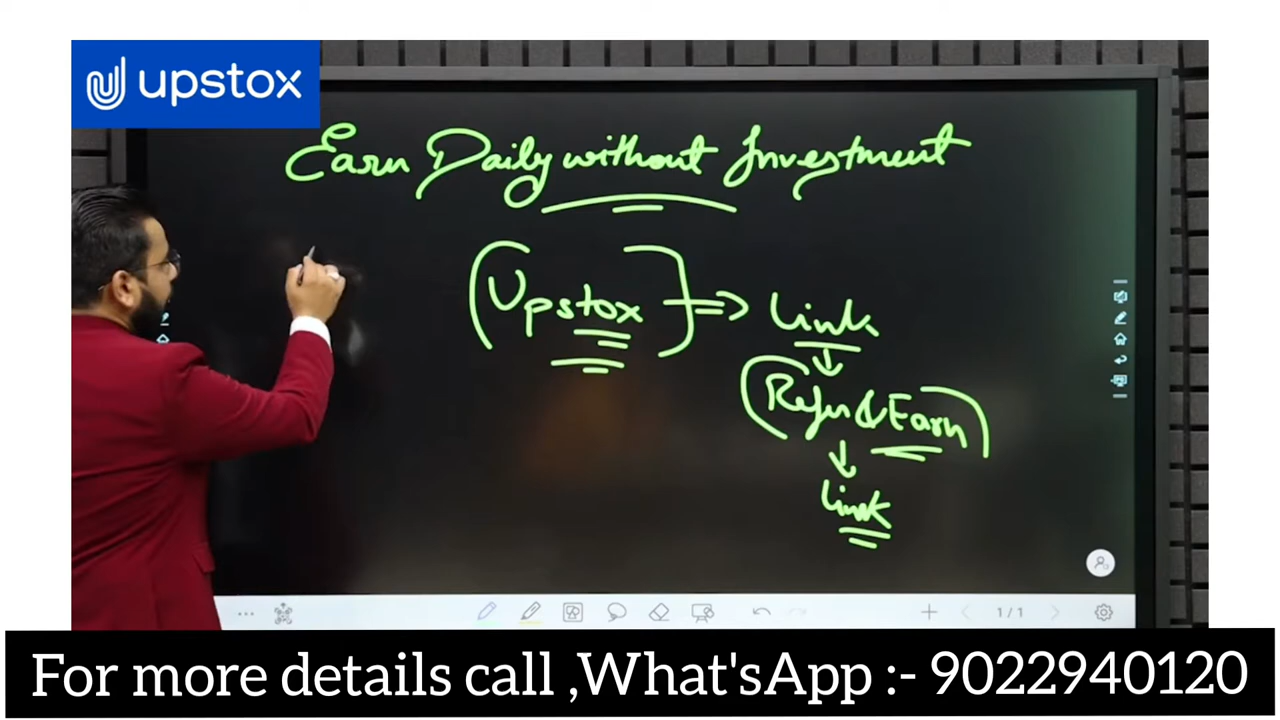 upstox
Earn Daily without Investment
(Upstox) => Link
↓
(Refer & Earn)
↓
Link
1/1
For more details call ,What'sApp :- 9022940120